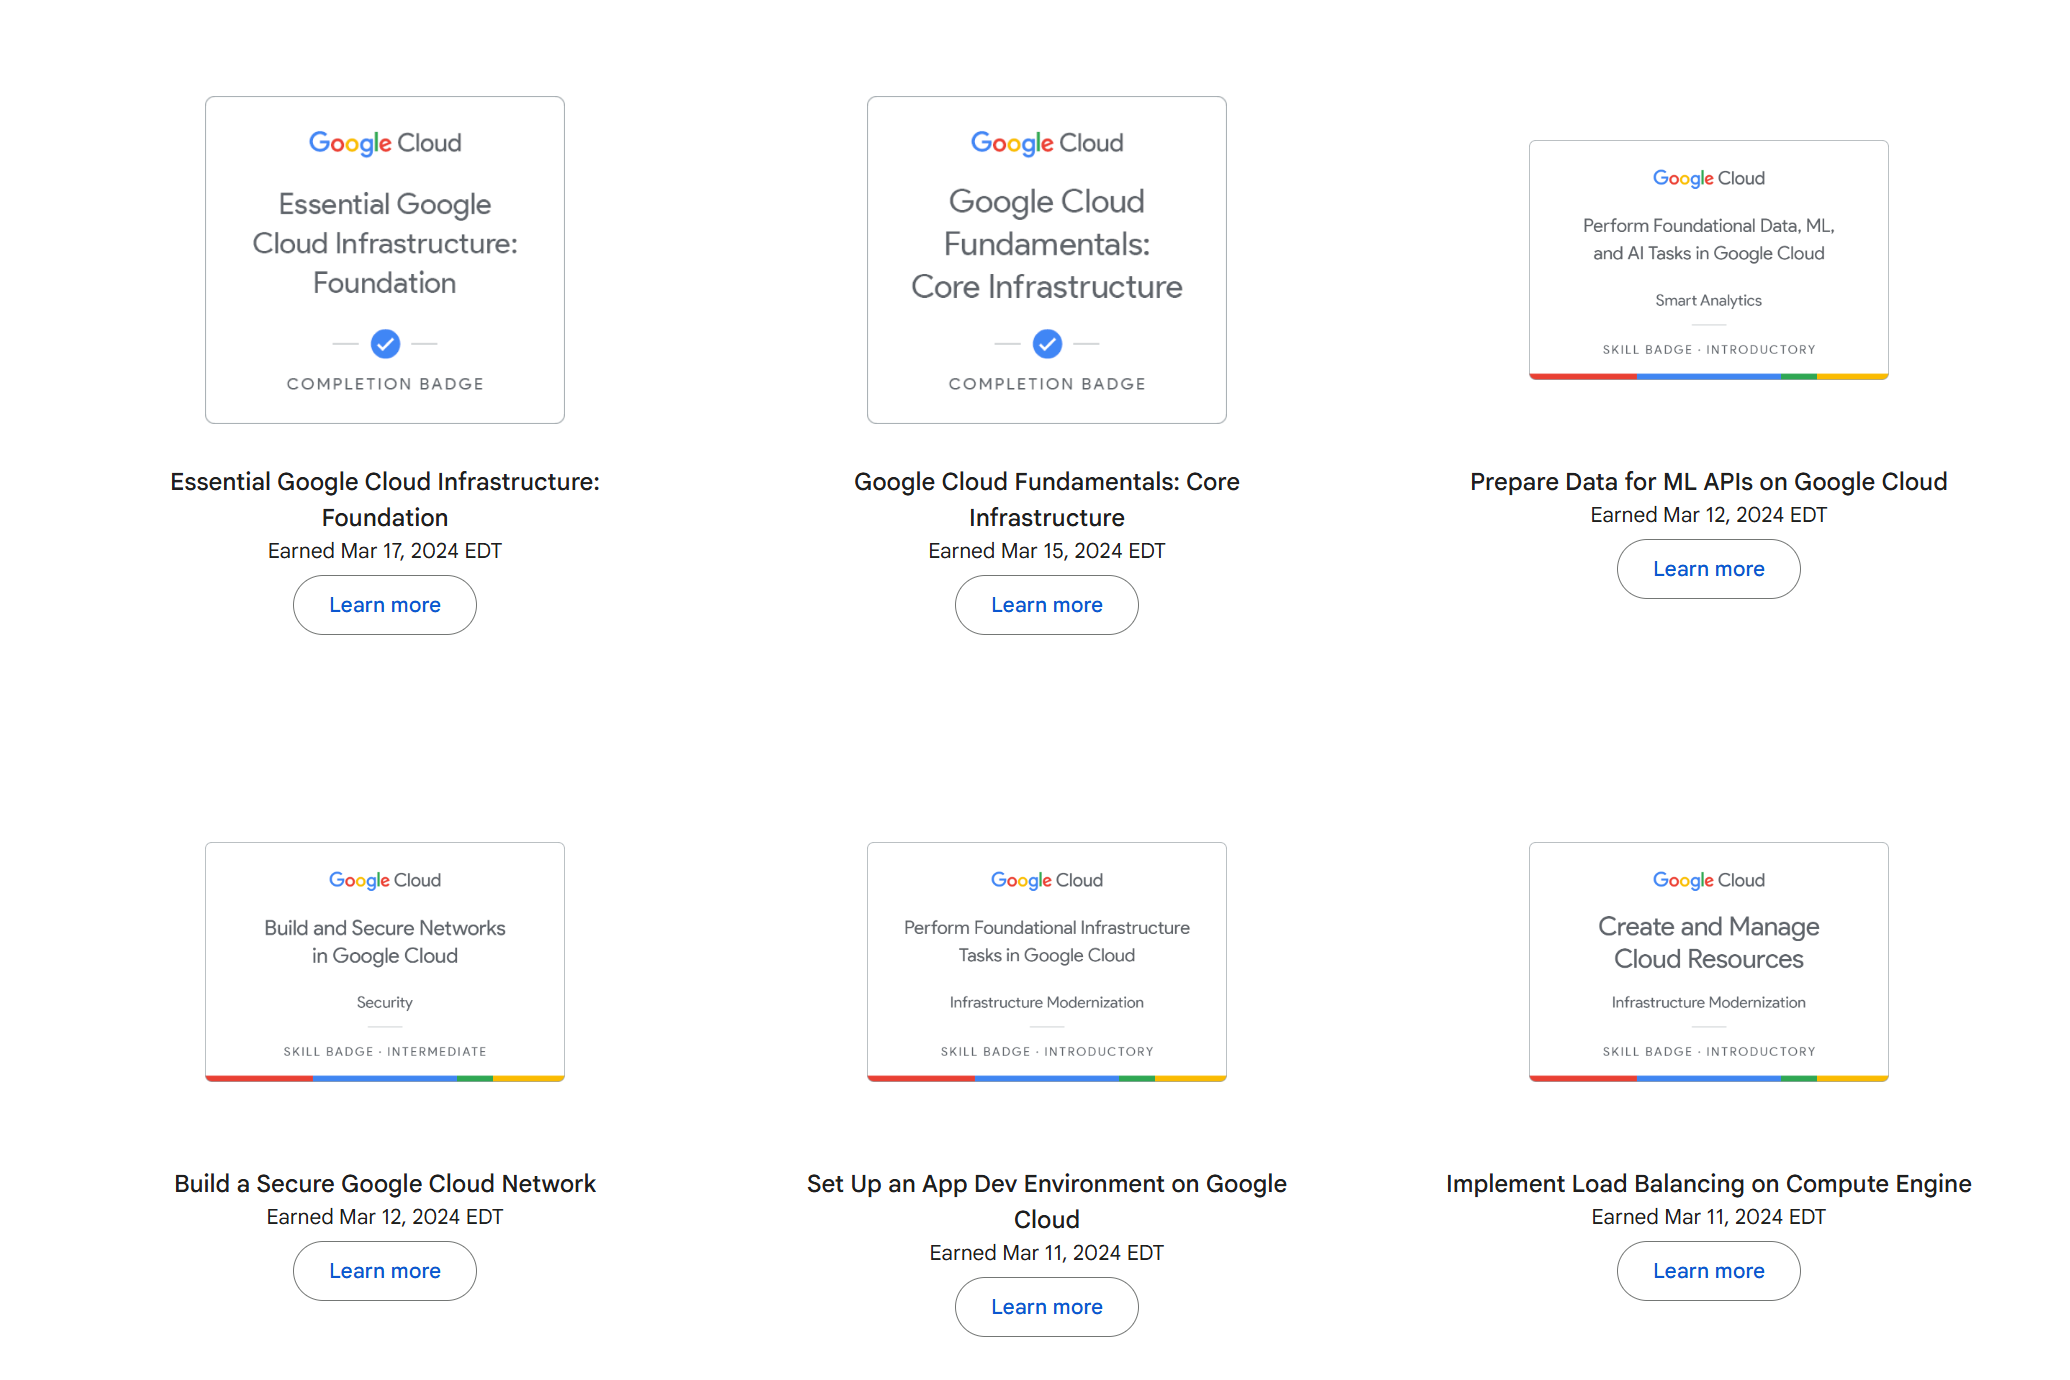 Google Cloud
Essential Google
Cloud Infrastructure:
Foundation
COMPLETION BADGE
Essential Google Cloud Infrastructure:
Foundation
Earned Mar 17, 2024 EDT
Learn more
Google Cloud
Google Cloud
Fundamentals:
Core Infrastructure
COMPLETION BADGE
Google Cloud Fundamentals: Core
Infrastructure
Earned Mar 15, 2024 EDT
Learn more
Google Cloud
Perform Foundational Data, ML,
and AI Tasks in Google Cloud
Smart Analytics
SKILL BADGE · INTRODUCTORY
Prepare Data for ML APIs on Google Cloud
Earned Mar 12, 2024 EDT
Learn more
Google Cloud
Build and Secure Networks
in Google Cloud
Security
SKILL BADGE · INTERMEDIATE
Build a Secure Google Cloud Network
Earned Mar 12, 2024 EDT
Learn more
Google Cloud
Perform Foundational Infrastructure
Tasks in Google Cloud
Infrastructure Modernization
SKILL BADGE · INTRODUCTORY
Set Up an App Dev Environment on Google
Cloud
Earned Mar 11, 2024 EDT
Learn more
Google Cloud
Create and Manage
Cloud Resources
Infrastructure Modernization
SKILL BADGE · INTRODUCTORY
Implement Load Balancing on Compute Engine
Earned Mar 11, 2024 EDT
Learn more